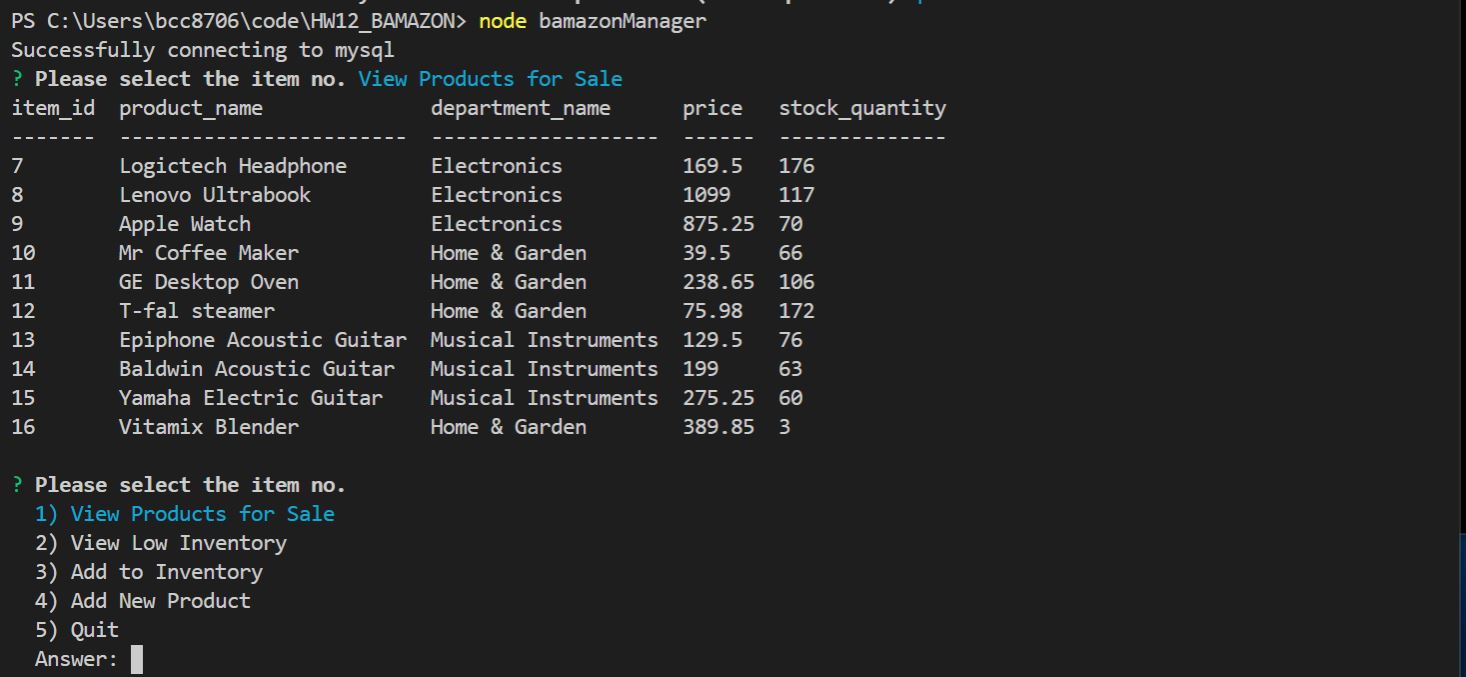 PS C:\Users\bcc8706\code\HW12_BAMAZON> node bamazonManager
Successfully connecting to mysql
? Please select the item no. View Products for Sale
item_id  product_name              department_name      price   stock_quantity
-------  ------------------------  -------------------  ------  --------------
7        Logictech Headphone       Electronics          169.5   176
8        Lenovo Ultrabook          Electronics          1099    117
9        Apple Watch               Electronics          875.25  70
10       Mr Coffee Maker           Home & Garden        39.5    66
11       GE Desktop Oven           Home & Garden        238.65  106
12       T-fal steamer             Home & Garden        75.98   172
13       Epiphone Acoustic Guitar  Musical Instruments  129.5   76
14       Baldwin Acoustic Guitar   Musical Instruments  199     63
15       Yamaha Electric Guitar    Musical Instruments  275.25  60
16       Vitamix Blender           Home & Garden        389.85  3
? Please select the item no.
  1) View Products for Sale
  2) View Low Inventory
  3) Add to Inventory
  4) Add New Product
  5) Quit
  Answer: